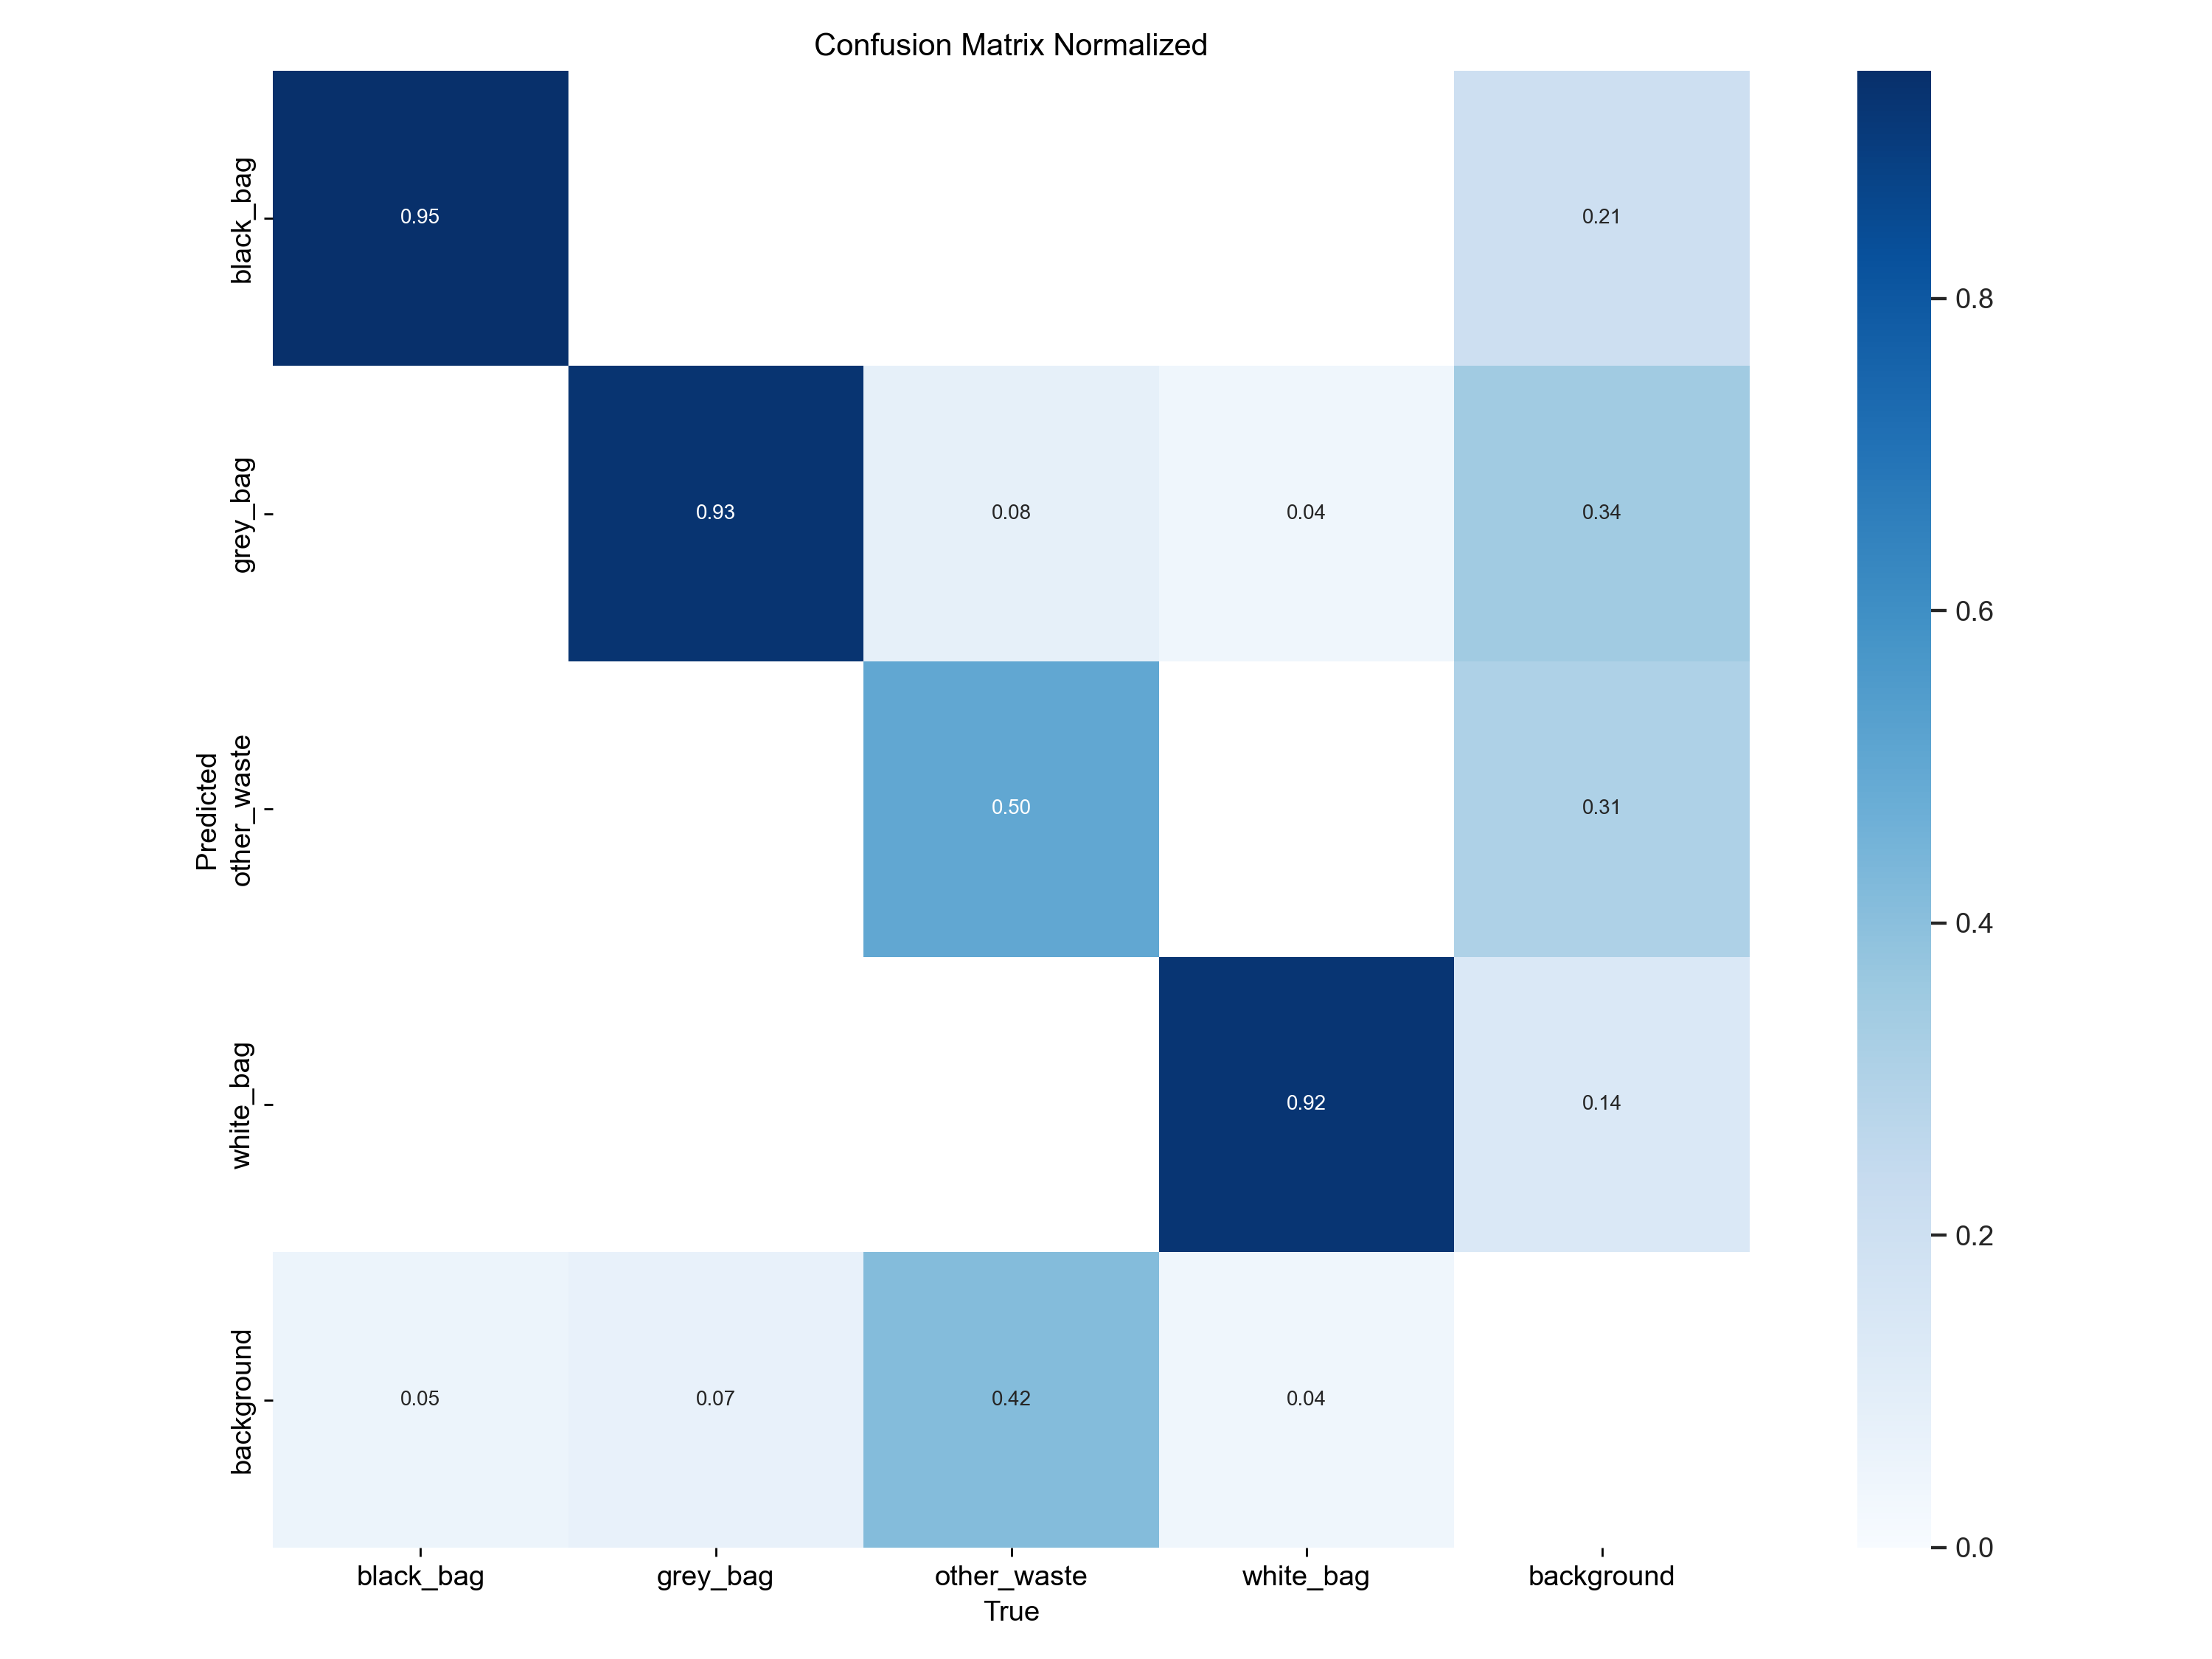 Confusion Matrix Normalized
black_bag
0.95
0.21
0.8
grey_bag
0.93
0.08
0.04
0.34
0.6
Predicted
other_waste
0.50
0.31
0.4
white_bag
0.92
0.14
0.2
background
0.05
0.07
0.42
0.04
0.0
black_bag
grey_bag
other_waste
white_bag
background
True